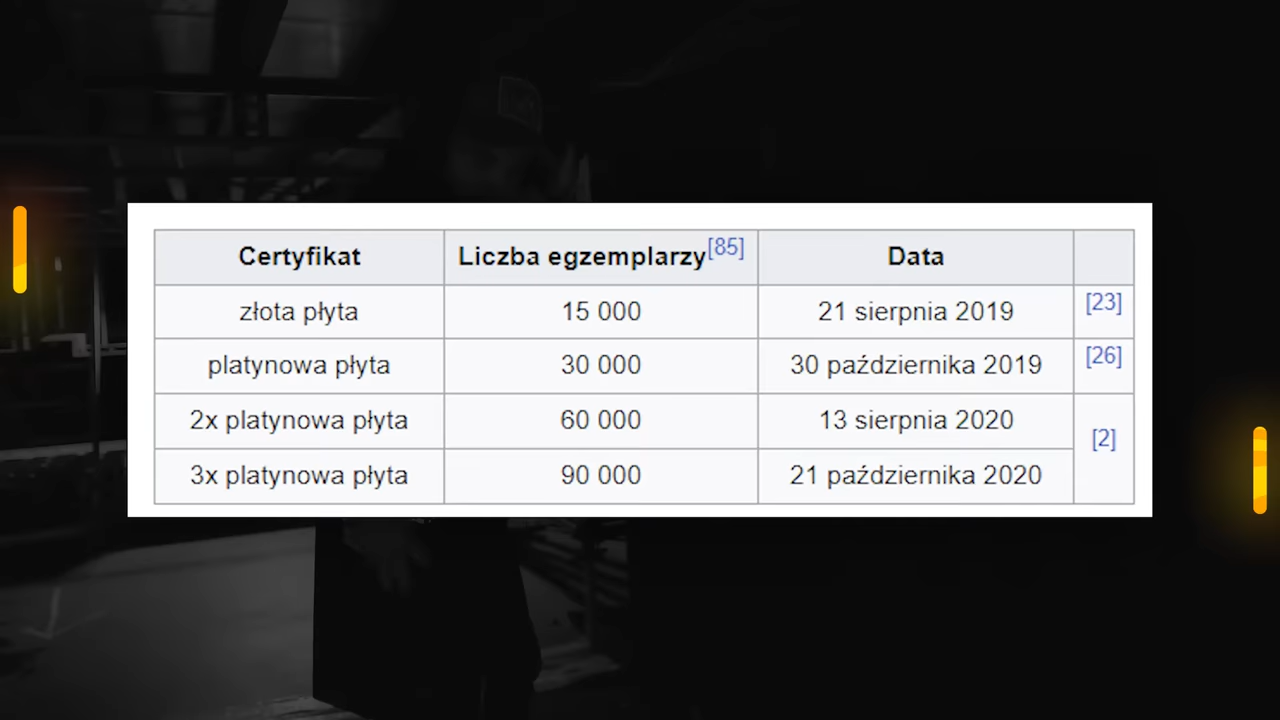 Certyfikat Liczba egzemplarzy[85] Data
złota płyta 15 000 21 sierpnia 2019 [23]
platynowa płyta 30 000 30 października 2019 [26]
2x platynowa płyta 60 000 13 sierpnia 2020 [2]
3x platynowa płyta 90 000 21 października 2020